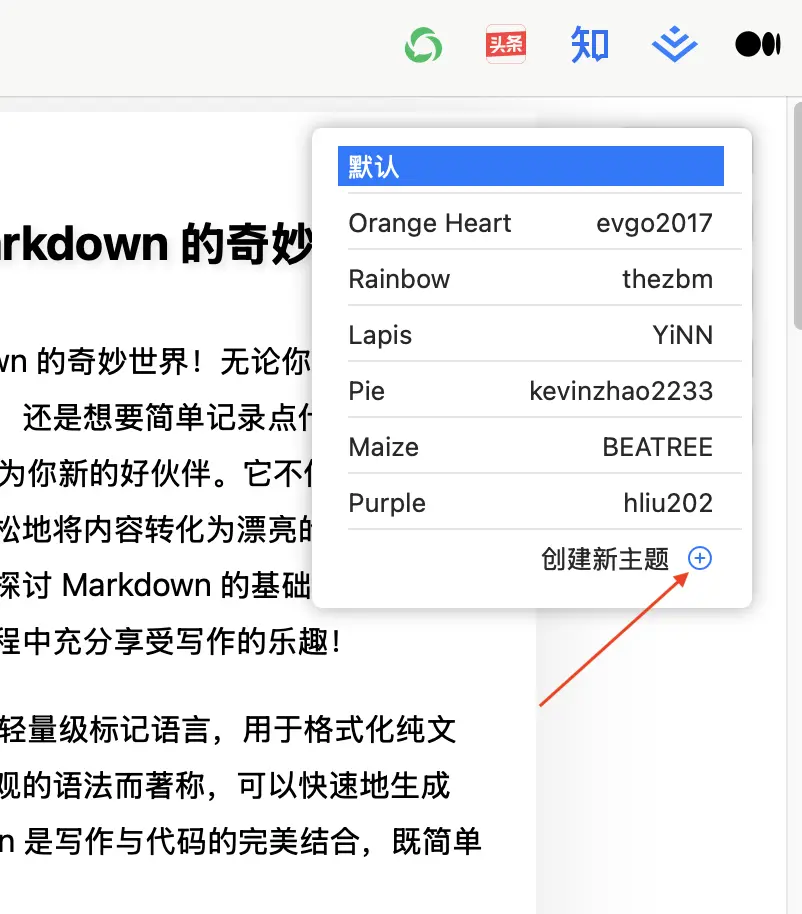 头条
知
默认
Orange Heart evgo2017
Rainbow thezbm
Lapis YiNN
Pie kevinzhao2233
Maize BEATREE
Purple hliu202
创建新主题
rkdown 的奇妙
wn 的奇妙世界！无论你
还是想要简单记录点什
为你新的好伙伴。它不仅
松地将内容转化为漂亮的
探讨 Markdown 的基础
程中充分享受写作的乐趣！
轻量级标记语言，用于格式化纯文
观的语法而著称，可以快速地生成
n 是写作与代码的完美结合，既简单